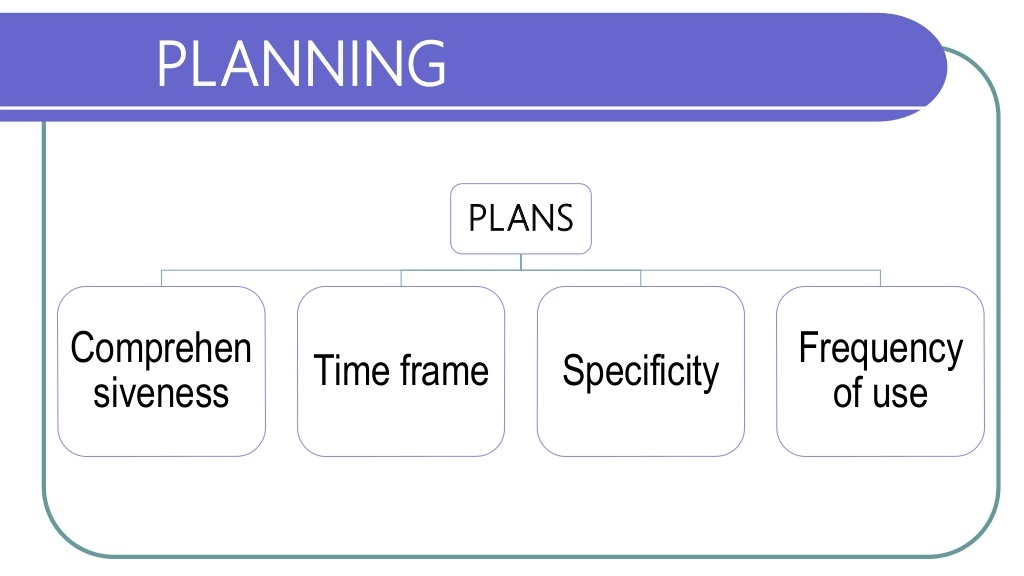 PLANNING
PLANS
Comprehen
siveness
Time frame
Specificity
Frequency
of use